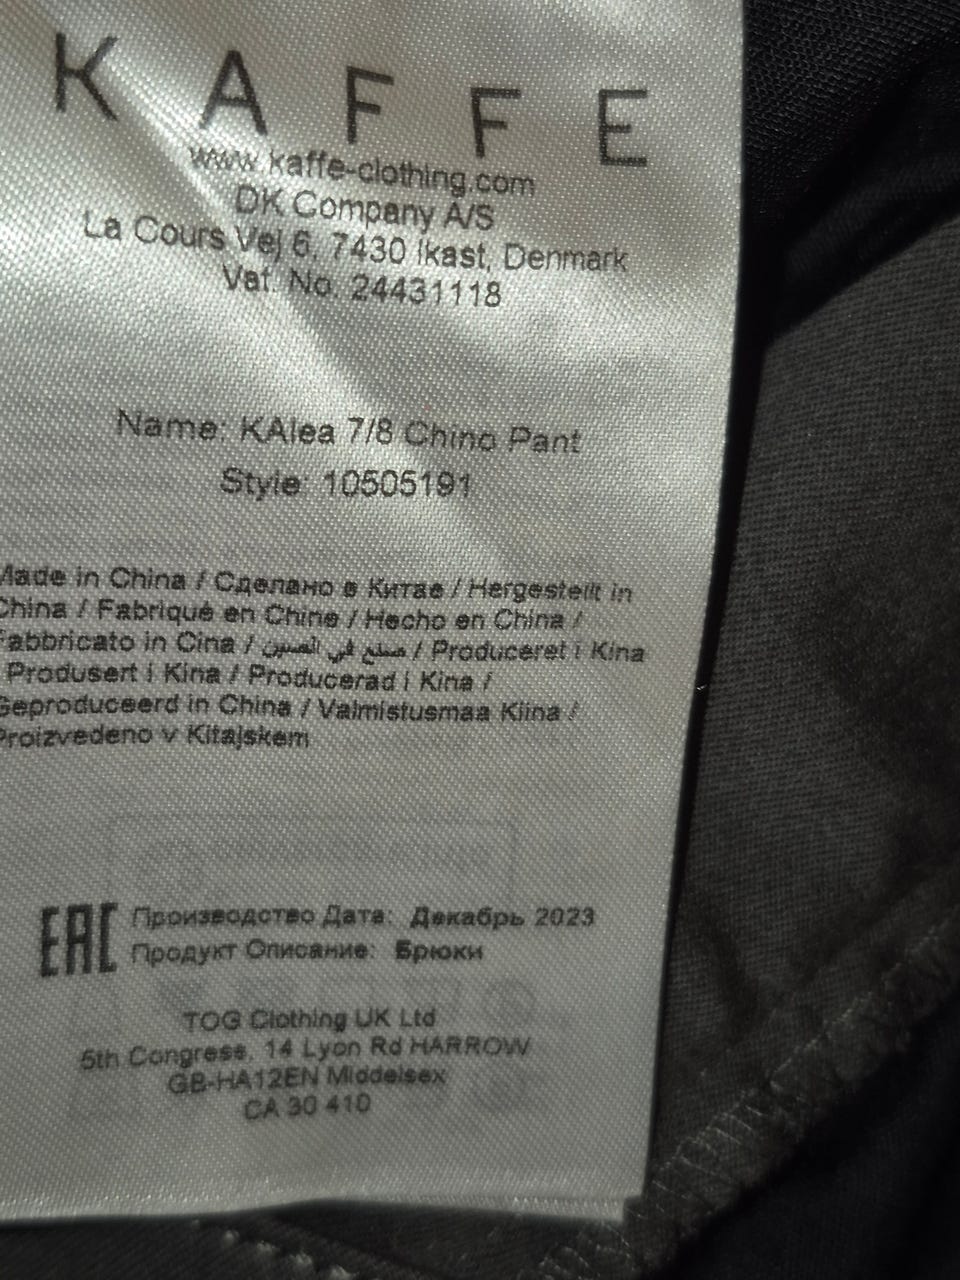 KAFFE
www.kaffe-clothing.com
DK Company A/S
La Cours Vej 6, 7430 Ikast, Denmark
Vat. No. 24431118
Name: KAlea 7/8 Chino Pant
Style: 10505191
Made in China / Сделано в Китае / Hergestellt in
China / Fabriqué en Chine / Hecho en China /
Fabbricato in Cina / صنع في الصين / Produceret i Kina
Produsert i Kina / Producerad i Kina /
Geproduceerd in China / Valmistusmaa Kiina /
Proizvedeno v Kitajskem
EAC Производство Дата: Декабрь 2023
Продукт Описание: Брюки
TOG Clothing UK Ltd
5th Congress, 14 Lyon Rd HARROW
GB-HA12EN Middelsex
CA 30 410